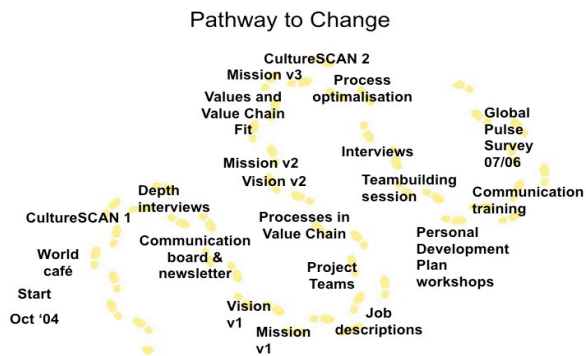 Pathway to Change
CultureSCAN 2
Mission v3
Process
optimalisation
Values and
Value Chain
Fit
Global
Pulse
Survey
07/06
Interviews
Mission v2
Vision v2
Teambuilding
session
Communication
training
Depth
interviews
CultureSCAN 1
Processes in
Value Chain
Personal
Development
Plan
workshops
Communication
board &
newsletter
World
café
Project
Teams
Start
Oct ‘04
Vision
v1
Mission
v1
Job
descriptions